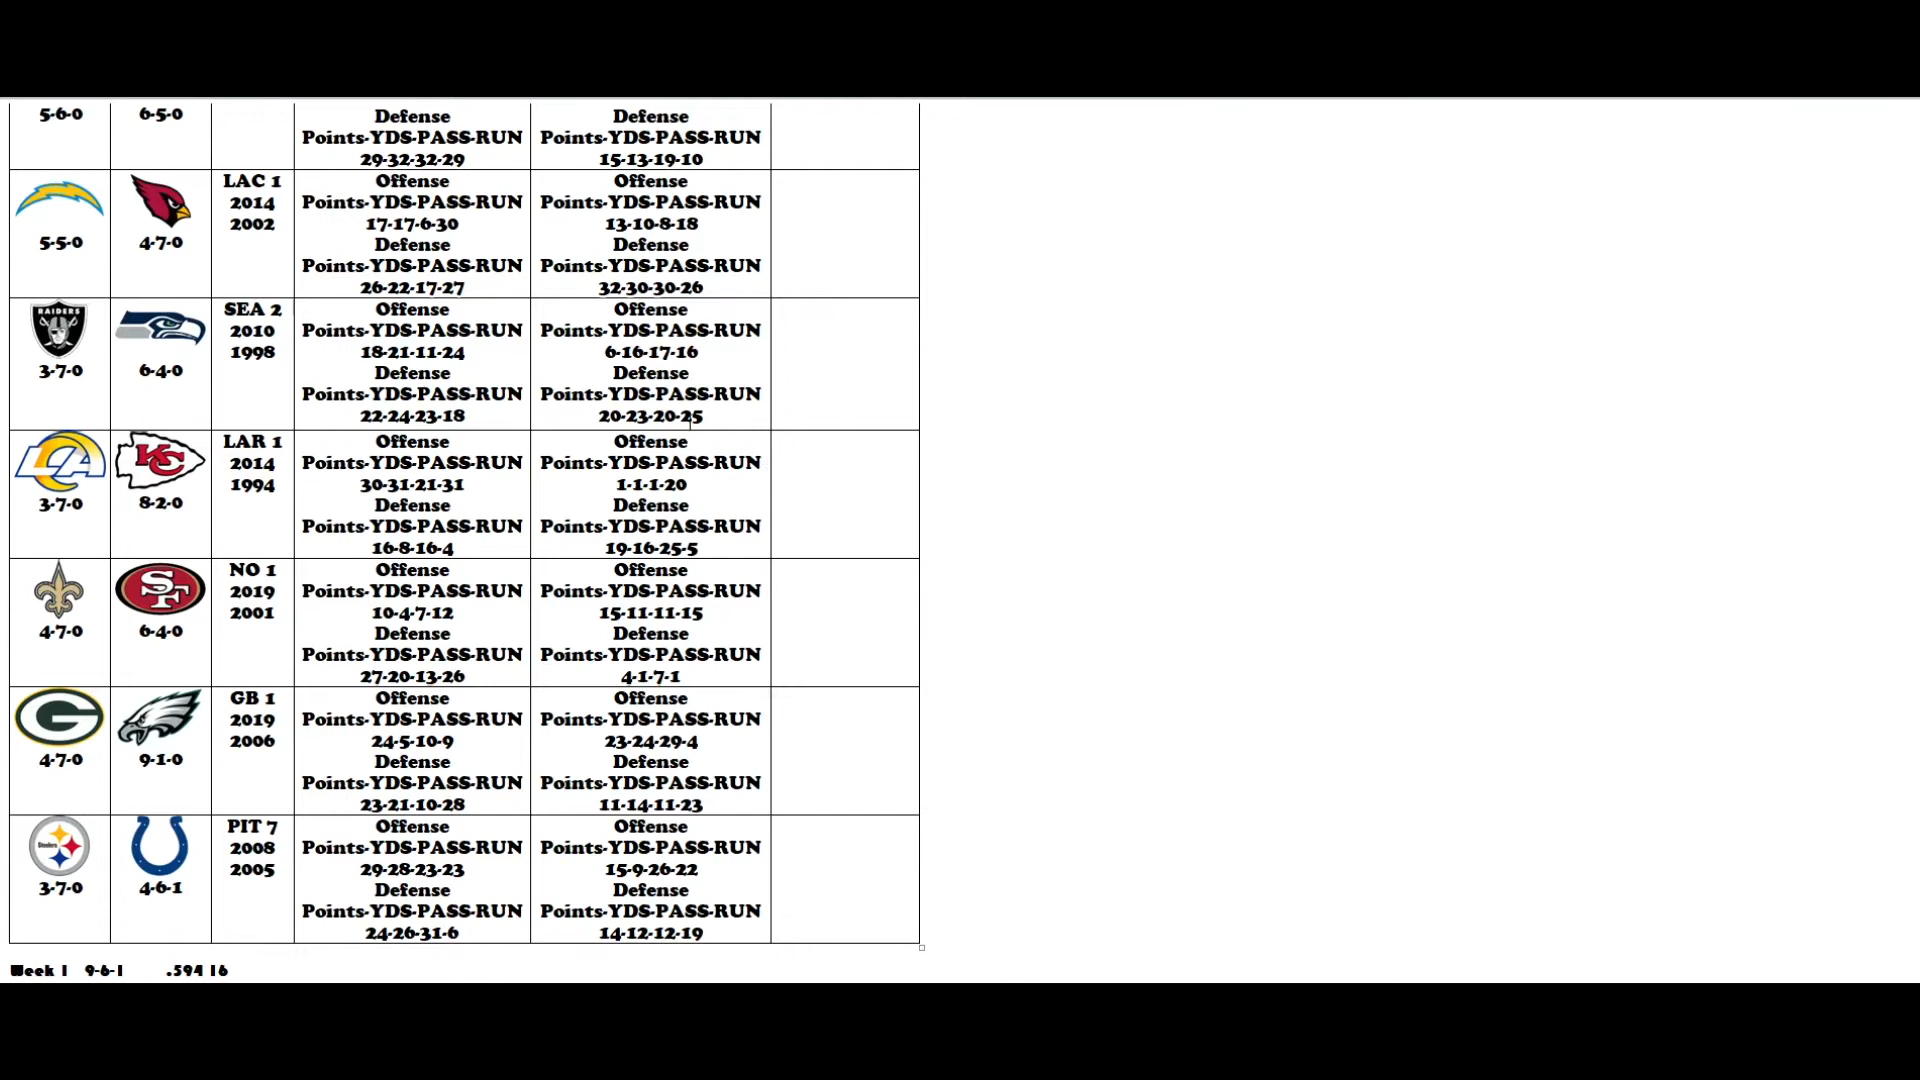 5-6-0
6-5-0
Defense
Points-YDS-PASS-RUN
29-32-32-29
Defense
Points-YDS-PASS-RUN
15-13-19-10
5-5-0
4-7-0
LAC 1
2014
2002
Offense
Points-YDS-PASS-RUN
17-17-6-30
Defense
Points-YDS-PASS-RUN
26-22-17-27
Offense
Points-YDS-PASS-RUN
13-10-8-18
Defense
Points-YDS-PASS-RUN
32-30-30-26
RAIDERS
3-7-0
6-4-0
SEA 2
2010
1998
Offense
Points-YDS-PASS-RUN
18-21-11-24
Defense
Points-YDS-PASS-RUN
22-24-23-18
Offense
Points-YDS-PASS-RUN
6-16-17-16
Defense
Points-YDS-PASS-RUN
20-23-20-25
LA
3-7-0
KC
8-2-0
LAR 1
2014
1994
Offense
Points-YDS-PASS-RUN
30-31-21-31
Defense
Points-YDS-PASS-RUN
16-8-16-4
Offense
Points-YDS-PASS-RUN
1-1-1-20
Defense
Points-YDS-PASS-RUN
19-16-25-5
4-7-0
SF
6-4-0
NO 1
2019
2001
Offense
Points-YDS-PASS-RUN
10-4-7-12
Defense
Points-YDS-PASS-RUN
27-20-13-26
Offense
Points-YDS-PASS-RUN
15-11-11-15
Defense
Points-YDS-PASS-RUN
4-1-7-1
G
4-7-0
9-1-0
GB 1
2019
2006
Offense
Points-YDS-PASS-RUN
24-5-10-9
Defense
Points-YDS-PASS-RUN
23-21-10-28
Offense
Points-YDS-PASS-RUN
23-24-29-4
Defense
Points-YDS-PASS-RUN
11-14-11-23
Steelers
3-7-0
4-6-1
PIT 7
2008
2005
Offense
Points-YDS-PASS-RUN
29-28-23-23
Defense
Points-YDS-PASS-RUN
24-26-31-6
Offense
Points-YDS-PASS-RUN
15-9-26-22
Defense
Points-YDS-PASS-RUN
14-12-12-19
Week 1 9-6-1 .594 16